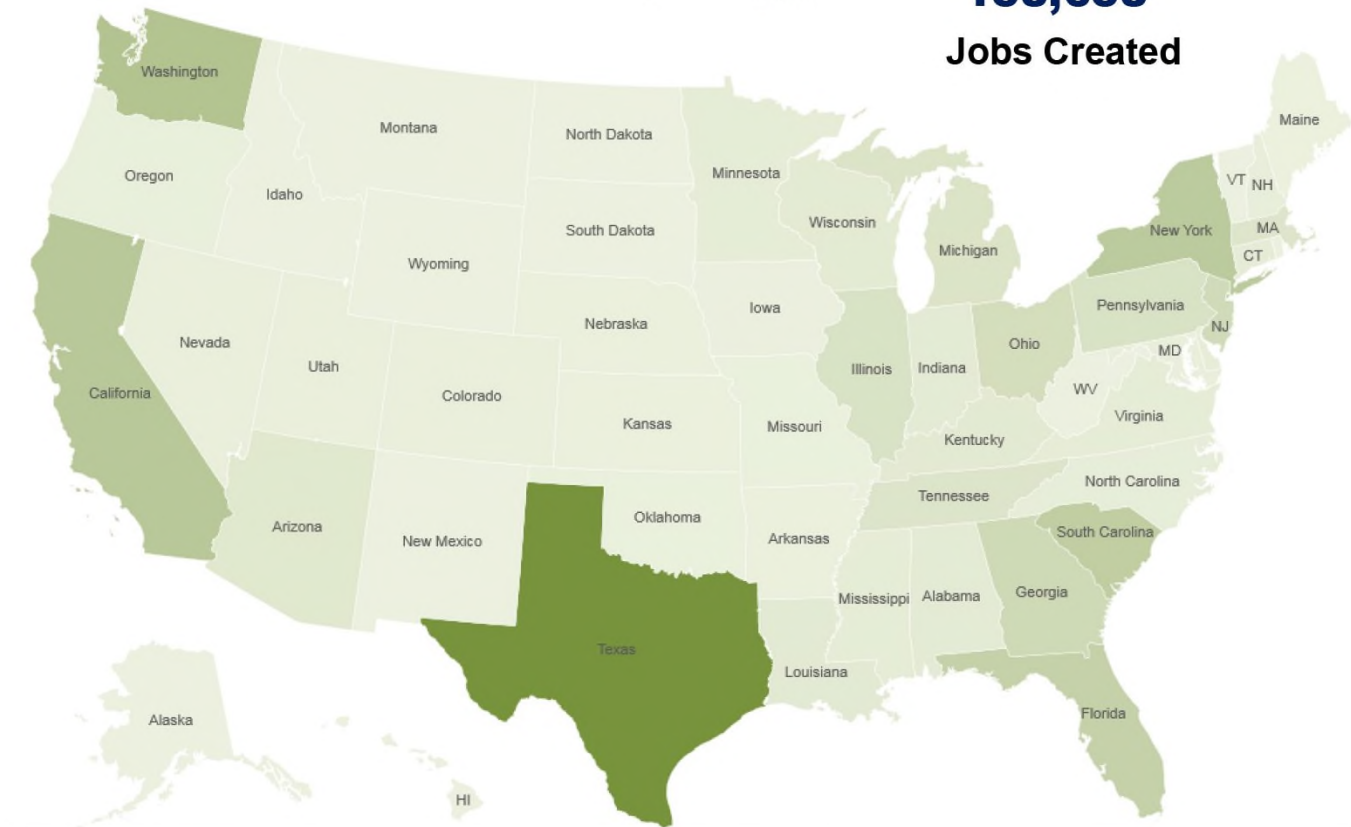 Jobs Created
Washington
Montana
North Dakota
Minnesota
Maine
Oregon
Idaho
South Dakota
Wisconsin
Michigan
VT
NH
New York
MA
CT
Wyoming
Iowa
Pennsylvania
Nebraska
NJ
Nevada
Utah
Illinois
Indiana
Ohio
MD
California
Colorado
Kansas
Missouri
WV
Virginia
Kentucky
North Carolina
Tennessee
Arizona
New Mexico
Oklahoma
Arkansas
South Carolina
Mississippi
Alabama
Georgia
Texas
Louisiana
Florida
Alaska
HI